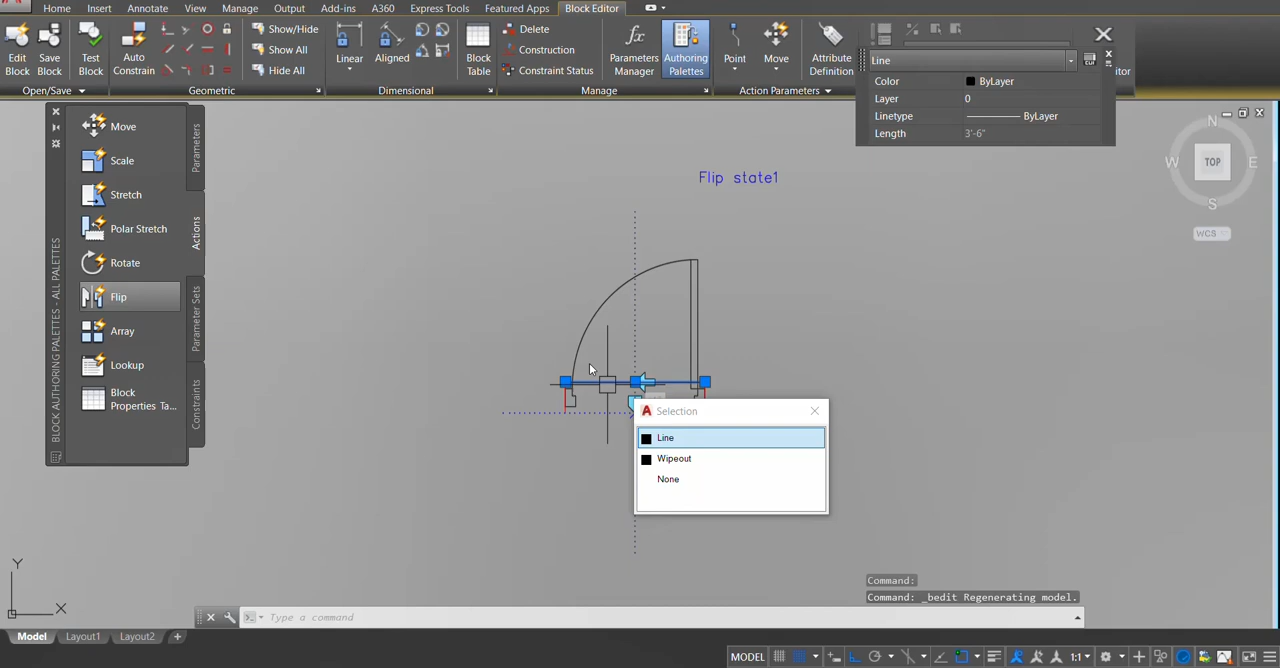 Home Insert Annotate View Manage Output Add-ins A360 Express Tools Featured Apps Block Editor
Edit Block
Save Block
Test Block
Auto Constrain
Show/Hide
Show All
Hide All
Linear
Aligned
Block Table
Delete
Construction
Constraint Status
Parameters Manager
Authoring Palettes
Point
Move
Attribute Definition
Open/Save
Geometric
Dimensional
Manage
Action Parameters
Line
Color ByLayer
Layer 0
Linetype ByLayer
Length 3'-6"
BLOCK AUTHORING PALETTES - ALL PALETTES
Move
Scale
Stretch
Polar Stretch
Rotate
Flip
Array
Lookup
Block Properties Ta...
Parameters
Actions
Parameter Sets
Constraints
Flip state1
N
W TOP E
S
WCS
Selection
Line
Wipeout
None
Y
X
Command:
Command: _bedit Regenerating model.
Type a command
Model Layout1 Layout2 +
MODEL 1:1